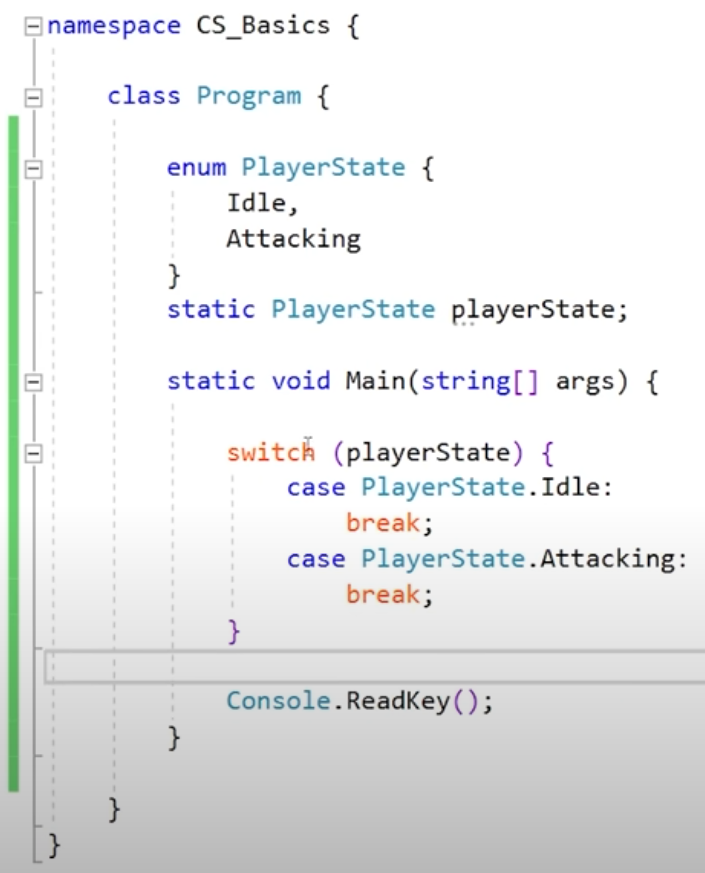 namespace CS_Basics {
class Program {
enum PlayerState {
Idle,
Attacking
}
static PlayerState playerState;
static void Main(string[] args) {
switch (playerState) {
case PlayerState.Idle:
break;
case PlayerState.Attacking:
break;
}
Console.ReadKey();
}
}
}